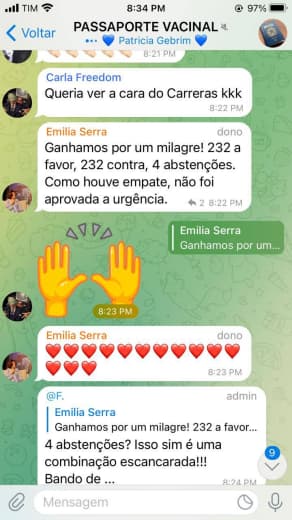 TIM
8:34 PM
97%
Voltar
PASSAPORTE VACINAL
Patricia Gebrim
8:21 PM
Carla Freedom
Queria ver a cara do Carreras kkk
8:22 PM
Emilia Serra dono
Ganhamos por um milagre! 232 a
favor, 232 contra, 4 abstenções.
Como houve empate, não foi
aprovada a urgência.
2 8:22 PM
Emilia Serra
Ganhamos por um...
8:23 PM
Emilia Serra dono
8:23 PM
@F. admin
Emilia Serra
Ganhamos por um milagre! 232 a favor...
4 abstenções? Isso sim é uma
combinação escancarada!!!
Bando de ...
8:24 PM
9
Mensagem